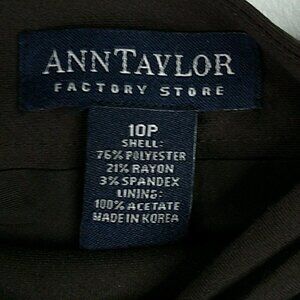 ANNTAYLOR
FACTORY STORE
10P
SHELL:
76% POLYESTER
21% RAYON
3% SPANDEX
LINING:
100% ACETATE
MADE IN KOREA